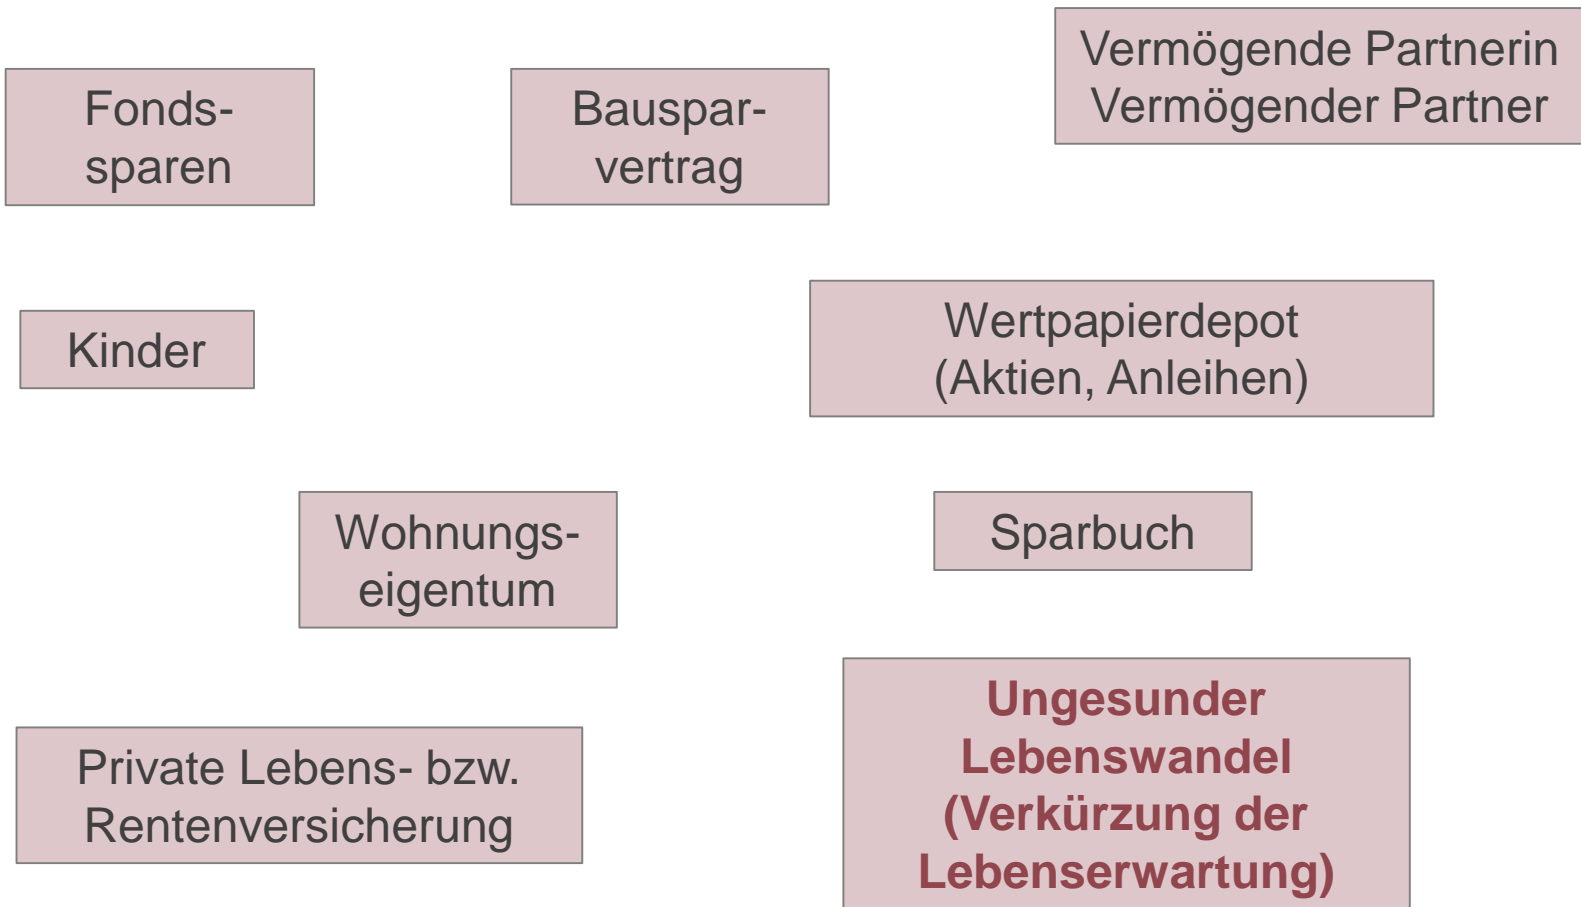 Vermögende Partnerin
Vermögender Partner
Fonds-
sparen
Bauspar-
vertrag
Kinder
Wertpapierdepot
(Aktien, Anleihen)
Wohnungs-
eigentum
Sparbuch
Private Lebens- bzw.
Rentenversicherung
Ungesunder
Lebenswandel
(Verkürzung der
Lebenserwartung)